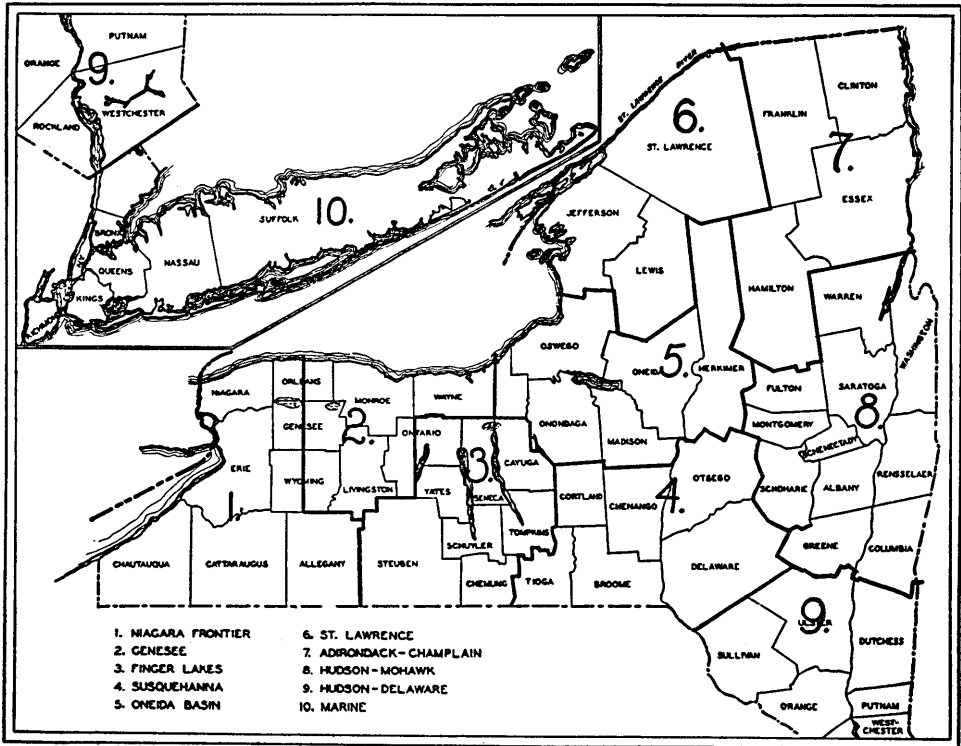 PUTNAM
ORANGE
9.
WESTCHESTER
ROCKLAND
BRONX
N.Y.
QUEENS
NASSAU
KINGS
RICHMOND
SUFFOLK
10.
ST. LAWRENCE RIVER
6.
ST. LAWRENCE
FRANKLIN
CLINTON
7.
ESSEX
JEFFERSON
LEWIS
HAMILTON
WARREN
WASHINGTON
OSWEGO
ONEIDA
5.
HERKIMER
FULTON
SARATOGA
8.
MONTGOMERY
SCHENECTADY
NIAGARA
ORLEANS
MONROE
WAYNE
GENESEE
2.
ONTARIO
3.
CAYUGA
ONONDAGA
MADISON
ERIE
1
WYOMING
LIVINGSTON
YATES
SENECA
CORTLAND
CHENANGO
4.
OTSEGO
SCHOHARIE
ALBANY
RENSSELAER
SCHUYLER
TOMPKINS
GREENE
COLUMBIA
CHAUTAUQUA
CATTARAUGUS
ALLEGANY
STEUBEN
CHEMUNG
TIOGA
BROOME
DELAWARE
9.
ULSTER
DUTCHESS
SULLIVAN
ORANGE
PUTNAM
WEST-
CHESTER
1. NIAGARA FRONTIER
2. GENESEE
3. FINGER LAKES
4. SUSQUEHANNA
5. ONEIDA BASIN
6. ST. LAWRENCE
7. ADIRONDACK-CHAMPLAIN
8. HUDSON-MOHAWK
9. HUDSON-DELAWARE
10. MARINE